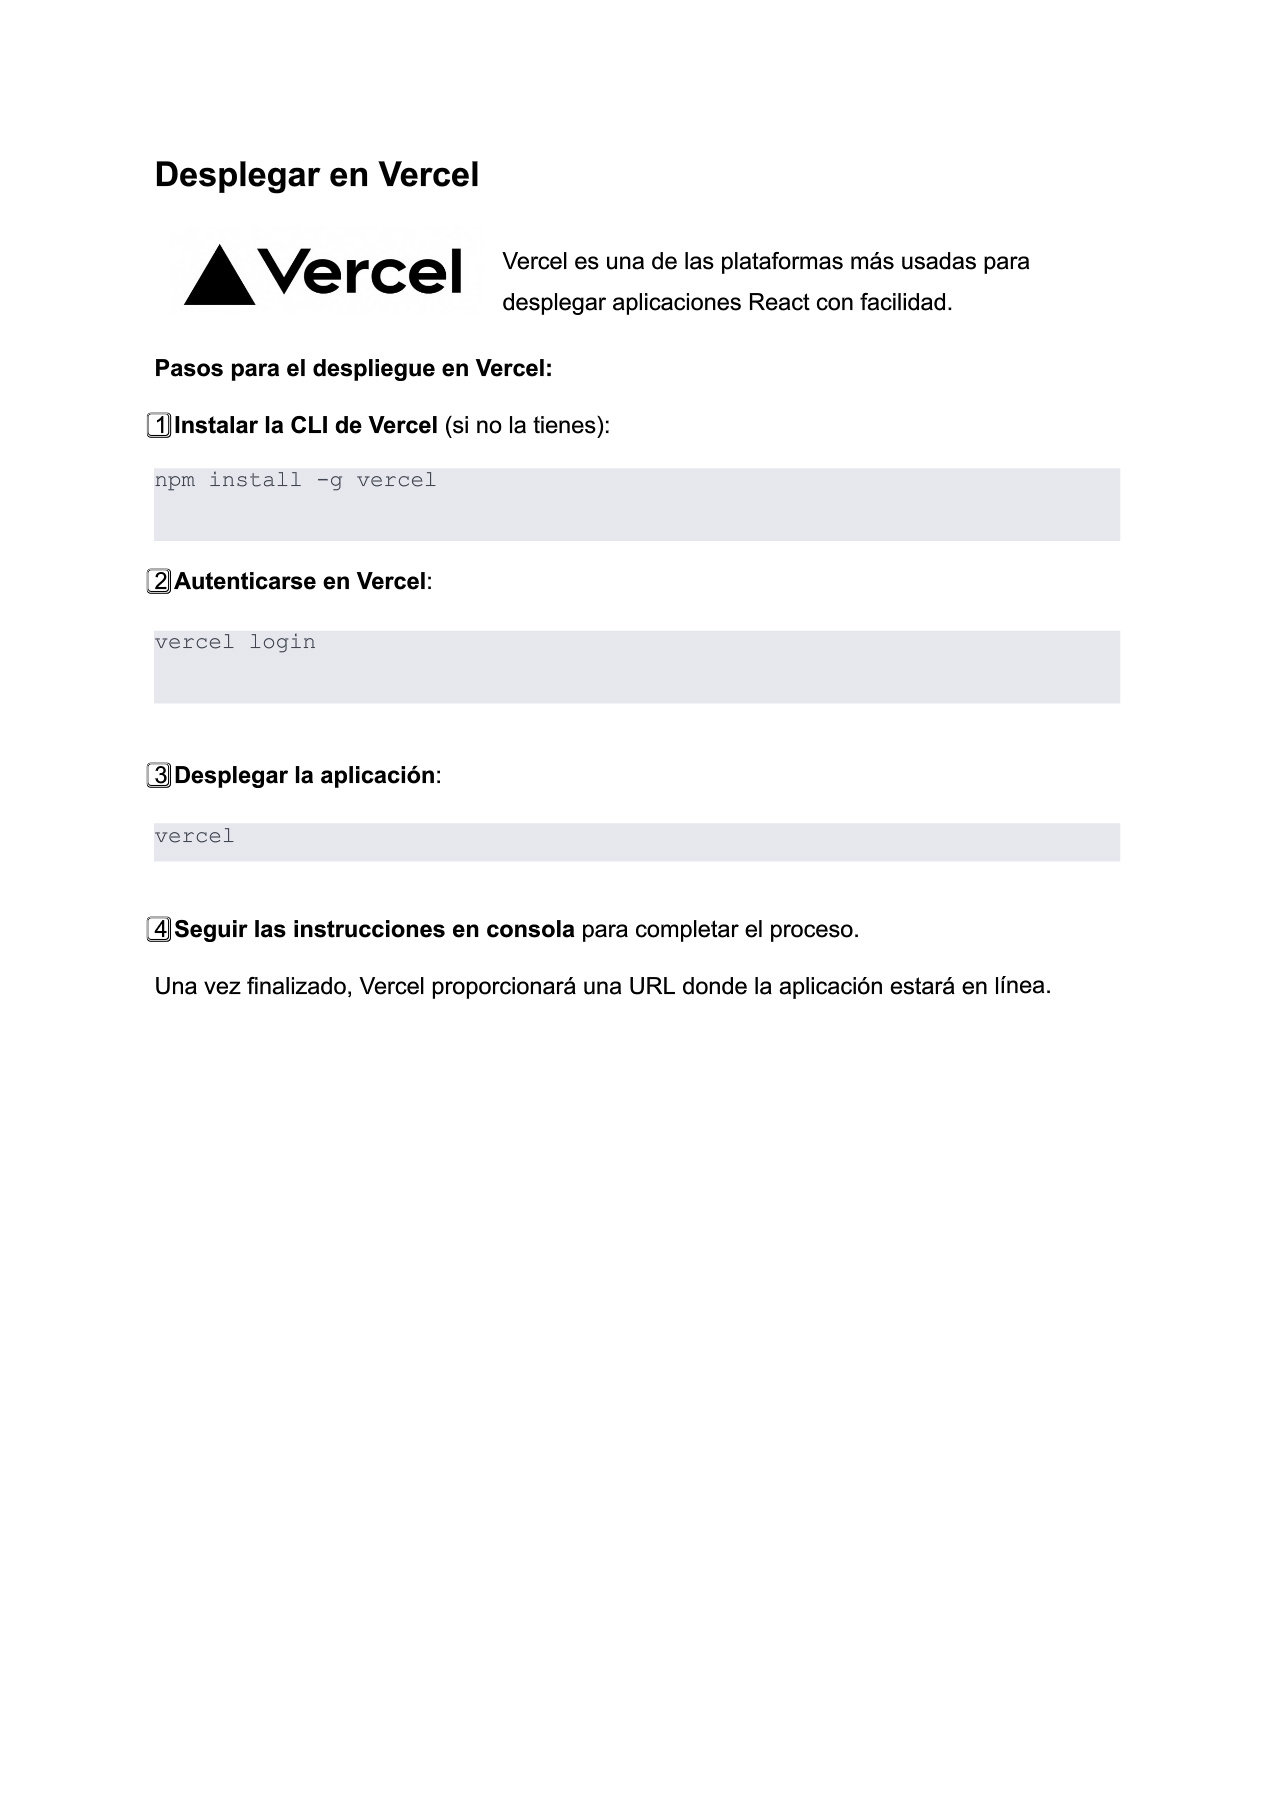 Desplegar en Vercel
Vercel
Vercel es una de las plataformas más usadas para
desplegar aplicaciones React con facilidad.
Pasos para el despliegue en Vercel:
1 Instalar la CLI de Vercel (si no la tienes):
npm install -g vercel
2 Autenticarse en Vercel:
vercel login
3 Desplegar la aplicación:
vercel
4 Seguir las instrucciones en consola para completar el proceso.
Una vez finalizado, Vercel proporcionará una URL donde la aplicación estará en línea.